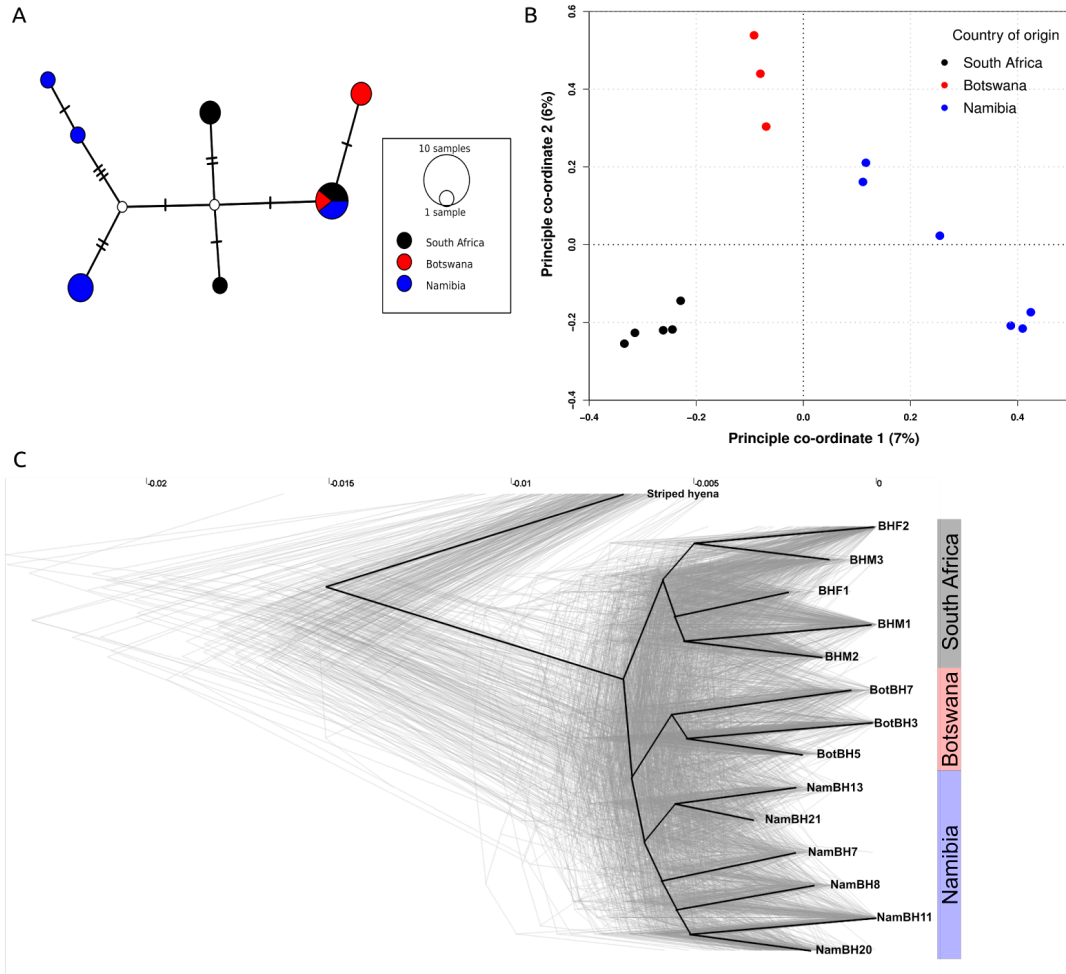 A
10 samples
1 sample
South Africa
Botswana
Namibia
B
Country of origin
South Africa
Botswana
Namibia
Principle co-ordinate 2 (6%)
0.6
0.4
0.2
0.0
−0.2
−0.4
−0.4
−0.2
0.0
0.2
0.4
Principle co-ordinate 1 (7%)
C
-0.02
-0.015
-0.01
-0.005
0
Striped hyena
BHF2
BHM3
BHF1
BHM1
BHM2
BotBH7
BotBH3
BotBH5
NamBH13
NamBH21
NamBH7
NamBH8
NamBH11
NamBH20
South Africa
Botswana
Namibia